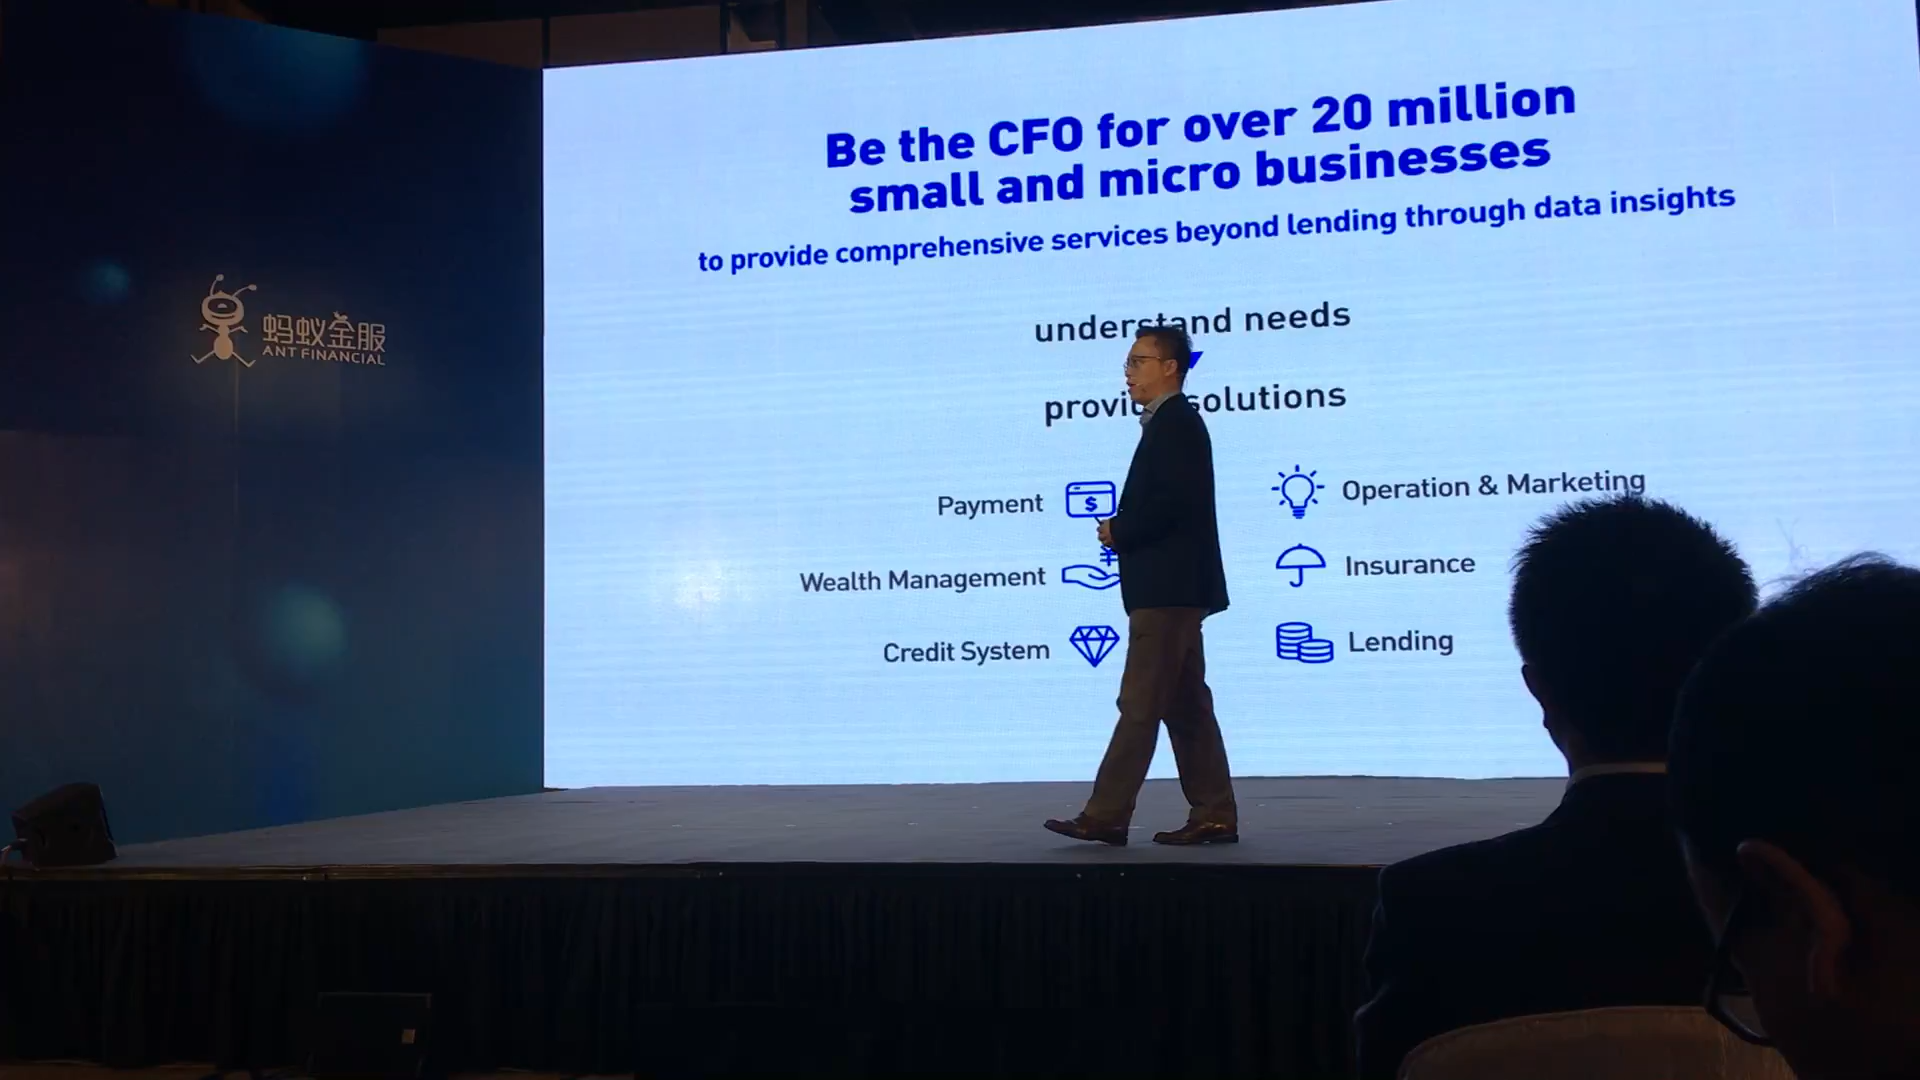 Be the CFO for over 20 million
small and micro businesses
to provide comprehensive services beyond lending through data insights
understand needs
solutions
Payment
Operation & Marketing
Wealth Management
Insurance
Credit System
Lending
蚂蚁金服
ANT FINANCIAL